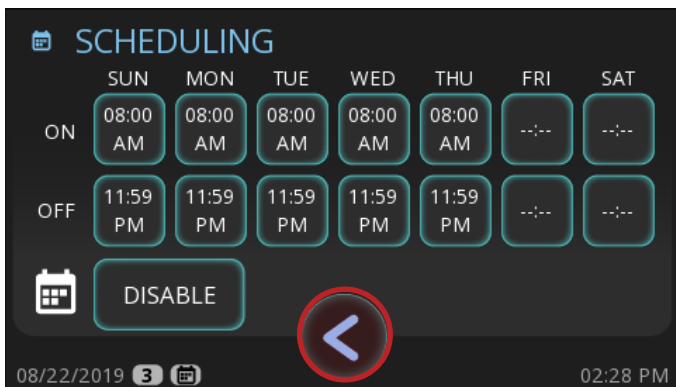 SCHEDULING
SUN MON TUE WED THU FRI SAT
ON 08:00 AM 08:00 AM 08:00 AM 08:00 AM 08:00 AM --:-- --:--
OFF 11:59 PM 11:59 PM 11:59 PM 11:59 PM 11:59 PM --:-- --:--
DISABLE
08/22/2019 3 02:28 PM